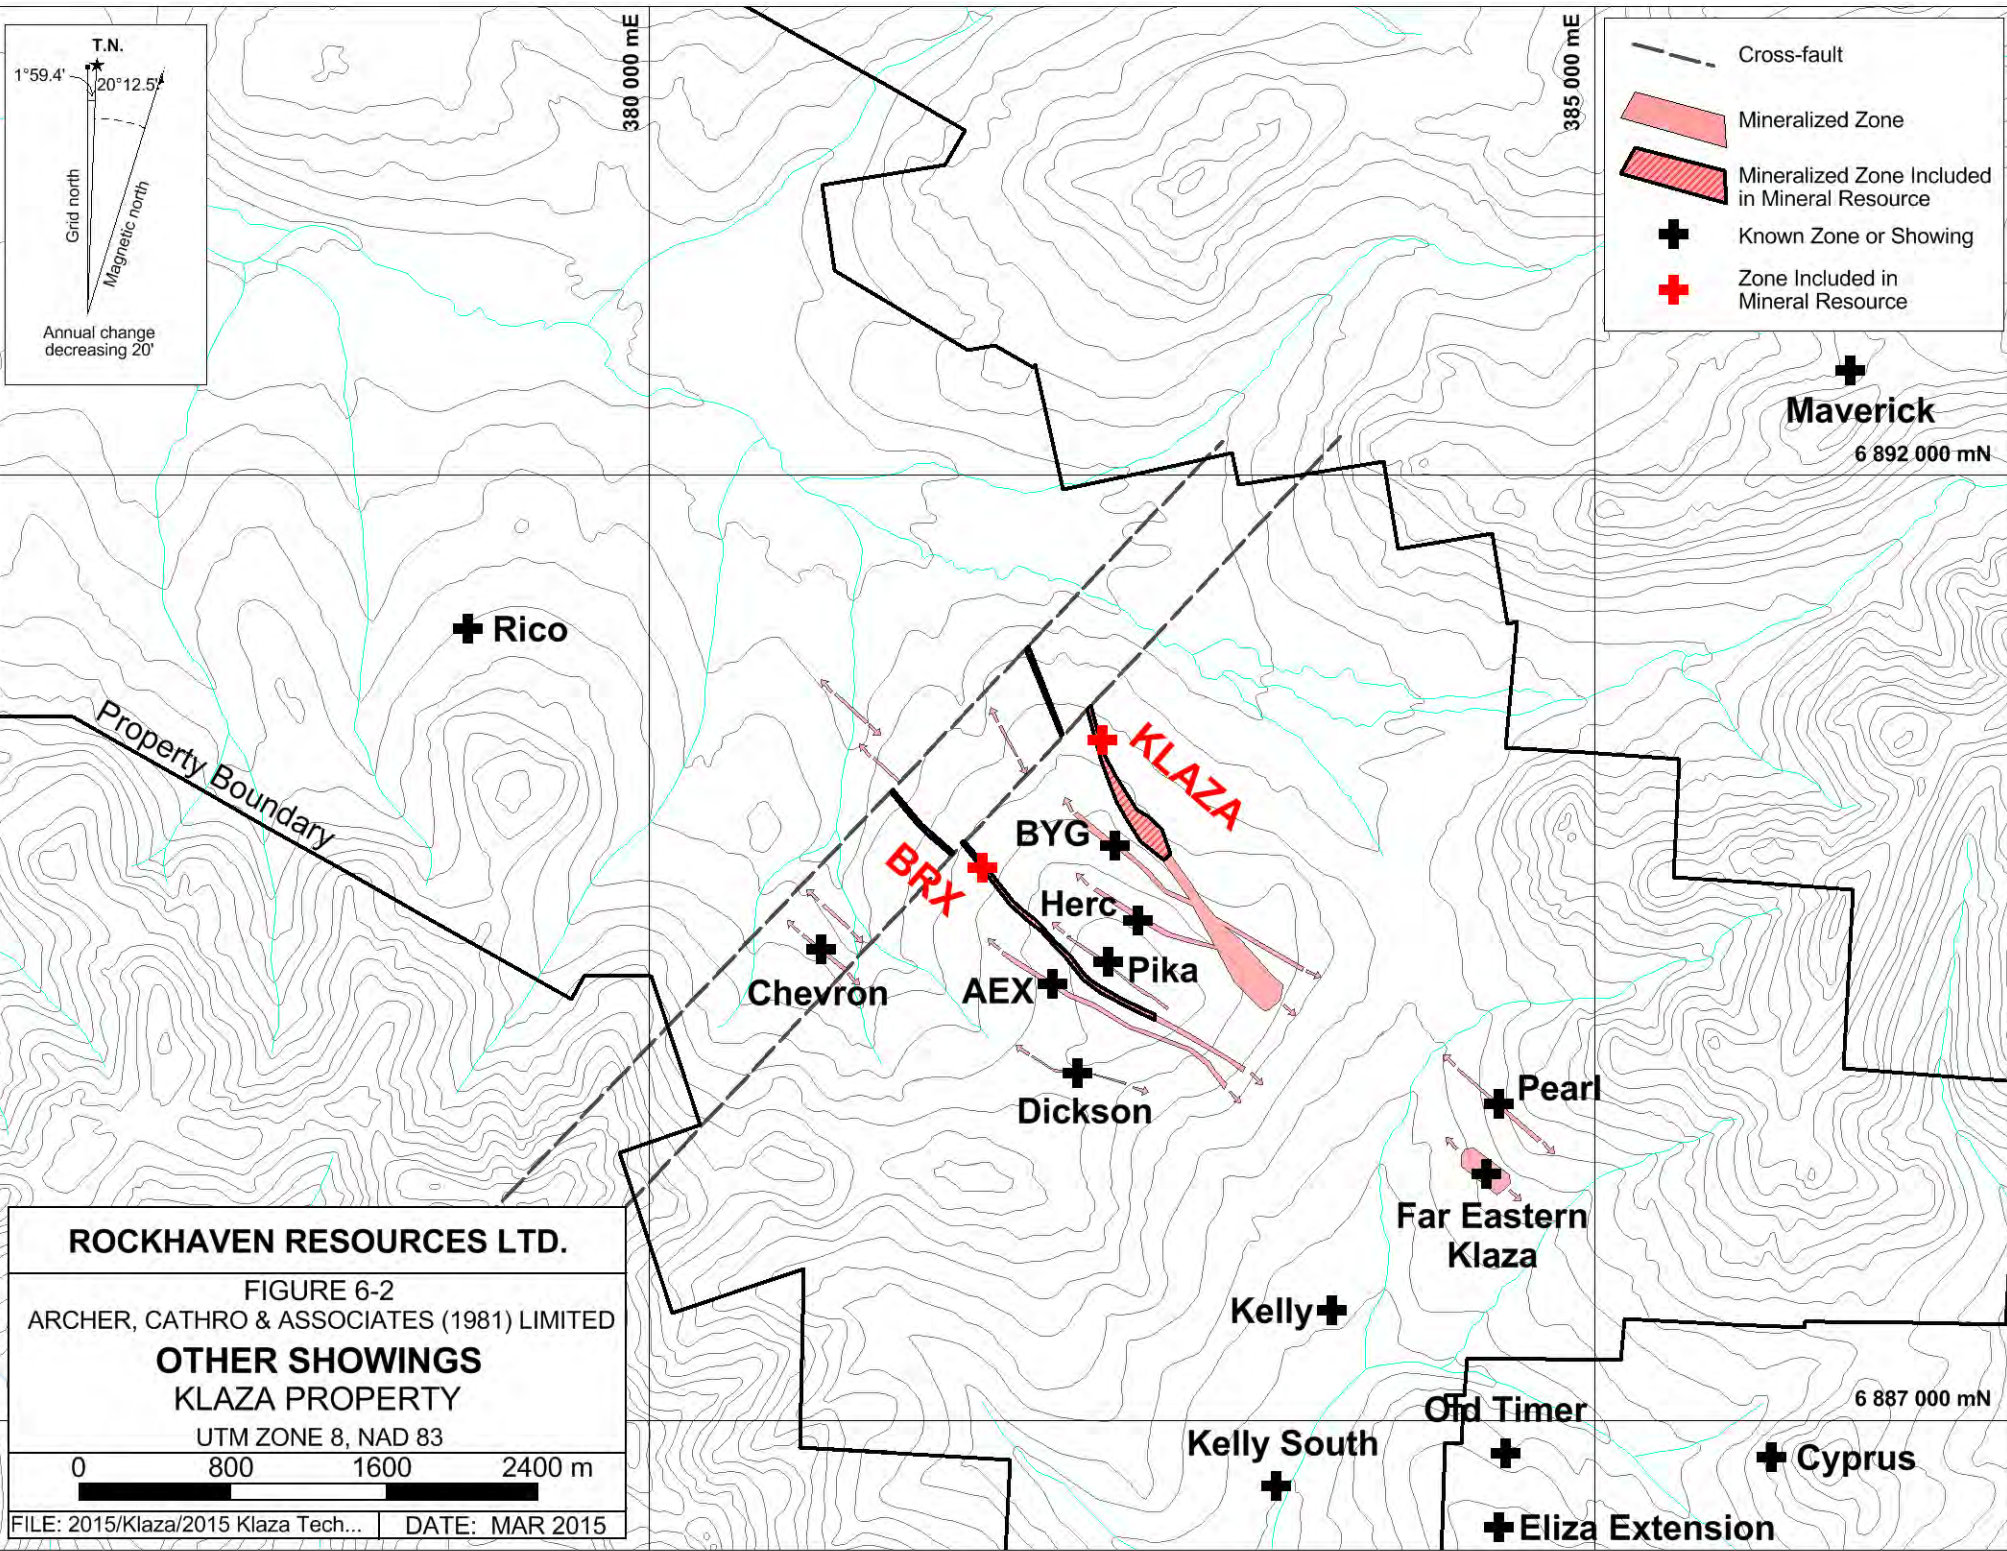 T.N.
1°59.4'
20°12.5'
Grid north
Magnetic north
Annual change
decreasing 20'
380 000 mE
385 000 mE
Cross-fault
Mineralized Zone
Mineralized Zone Included
in Mineral Resource
Known Zone or Showing
Zone Included in
Mineral Resource
Maverick
6 892 000 mN
Rico
Property Boundary
KLAZA
BYG
BRX
Herc
Pika
AEX
Chevron
Dickson
Pearl
Far Eastern
Klaza
Kelly
Old Timer
6 887 000 mN
Kelly South
Cyprus
Eliza Extension
ROCKHAVEN RESOURCES LTD.
FIGURE 6-2
ARCHER, CATHRO & ASSOCIATES (1981) LIMITED
OTHER SHOWINGS
KLAZA PROPERTY
UTM ZONE 8, NAD 83
0 800 1600 2400 m
FILE: 2015/Klaza/2015 Klaza Tech... DATE: MAR 2015